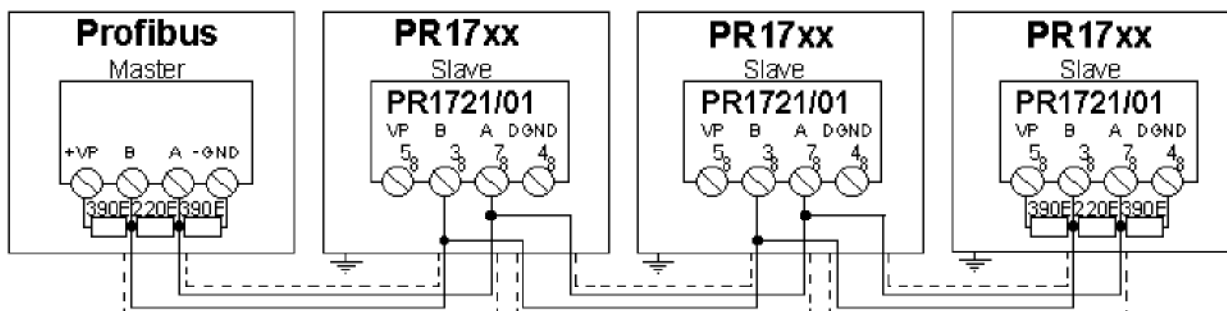 Profibus PR17xx PR17xx PR17xx
Master Slave Slave Slave
PR1721/01 PR1721/01 PR1721/01
VP B A DGND VP B A DGND VP B A DGND
+VP B A -GND 5 8 3 8 7 8 4 8 5 8 3 8 7 8 4 8 5 8 3 8 7 8 4 8
390E 220E 390E 390E 220E 390E